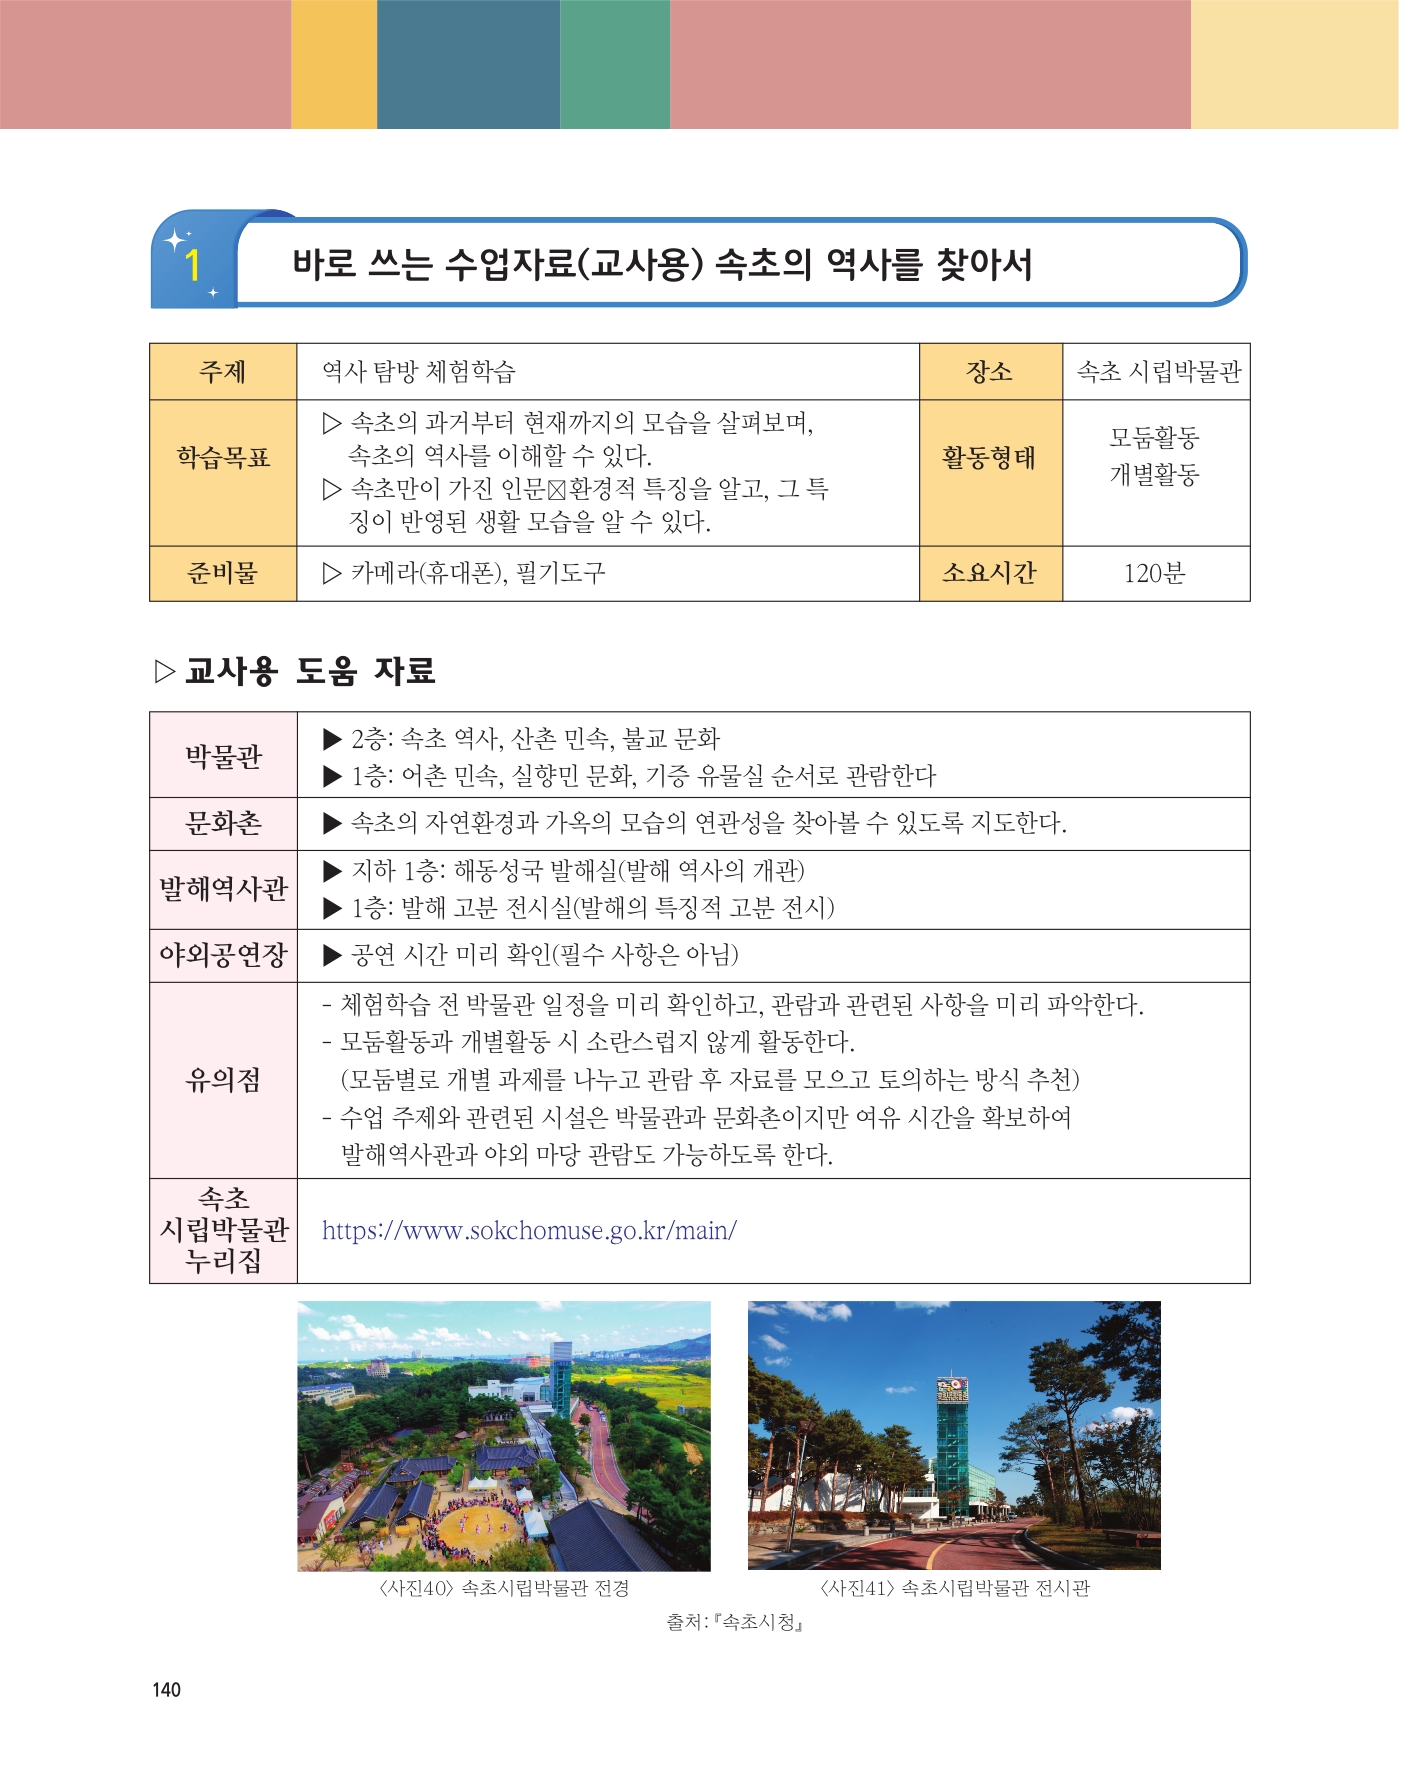 1
바로 쓰는 수업자료(교사용) 속초의 역사를 찾아서
주제
역사 탐방 체험학습
장소
속초 시립박물관
학습목표
▷ 속초의 과거부터 현재까지의 모습을 살펴보며,
속초의 역사를 이해할 수 있다.
▷ 속초만이 가진 인문환경적 특징을 알고, 그 특
징이 반영된 생활 모습을 알 수 있다.
활동형태
모둠활동
개별활동
준비물
▷ 카메라(휴대폰), 필기도구
소요시간
120분
▷ 교사용 도움 자료
박물관
▶ 2층: 속초 역사, 산촌 민속, 불교 문화
▶ 1층: 어촌 민속, 실향민 문화, 기증 유물실 순서로 관람한다
문화촌
▶ 속초의 자연환경과 가옥의 모습의 연관성을 찾아볼 수 있도록 지도한다.
발해역사관
▶ 지하 1층: 해동성국 발해실(발해 역사의 개관)
▶ 1층: 발해 고분 전시실(발해의 특징적 고분 전시)
야외공연장
▶ 공연 시간 미리 확인(필수 사항은 아님)
유의점
- 체험학습 전 박물관 일정을 미리 확인하고, 관람과 관련된 사항을 미리 파악한다.
- 모둠활동과 개별활동 시 소란스럽지 않게 활동한다.
(모둠별로 개별 과제를 나누고 관람 후 자료를 모으고 토의하는 방식 추천)
- 수업 주제와 관련된 시설은 박물관과 문화촌이지만 여유 시간을 확보하여
발해역사관과 야외 마당 관람도 가능하도록 한다.
속초
시립박물관
누리집
https://www.sokchomuse.go.kr/main/
〈사진40〉 속초시립박물관 전경
〈사진41〉 속초시립박물관 전시관
출처:『속초시청』
140